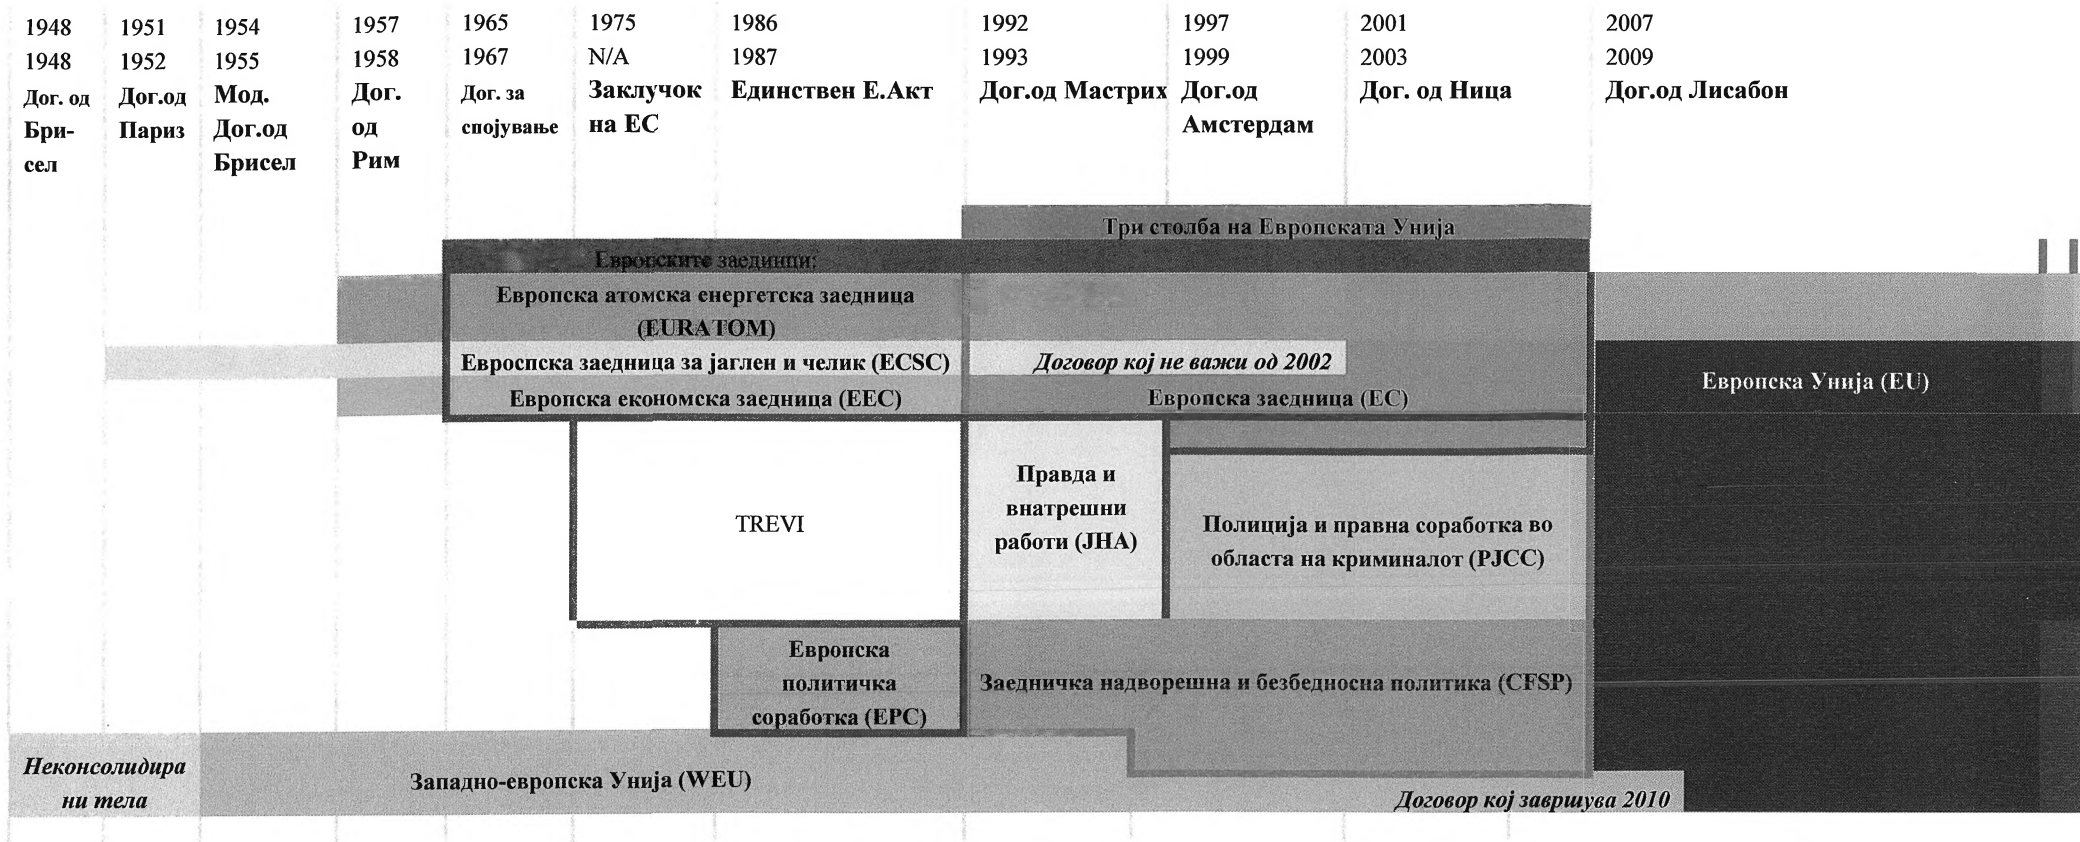 1948
1948
Дог. од
Бри-
сел
1951
1952
Дог.од
Париз
1954
1955
Мод.
Дог.од
Брисел
1957
1958
Дог.
од
Рим
1965
1967
Дог. за
спојување
1975
N/A
Заклучок
на ЕС
1986
1987
Единствен Е.Акт
1992
1993
Дог.од Мастрих
1997
1999
Дог.од
Амстердам
2001
2003
Дог. од Ница
2007
2009
Дог.од Лисабон
Три столба на Европската Унија
Европските заедници:
Европска атомска енергетска заедница
(EURATOM)
Евроспска заедница за јаглен и челик (ECSC)
Договор кој не важи од 2002
Европска економска заедница (EEC)
Европска заедница (EC)
Европска Унија (EU)
TREVI
Правда и
внатрешни
работи (JHA)
Полиција и правна соработка во
област на криминалот (PJCC)
Европска
политичка
соработка (EPC)
Заедничка надворешна и безбедносна политика (CFSP)
Неконсолидира
ни тела
Западно-европска Унија (WEU)
Договор кој завршува 2010